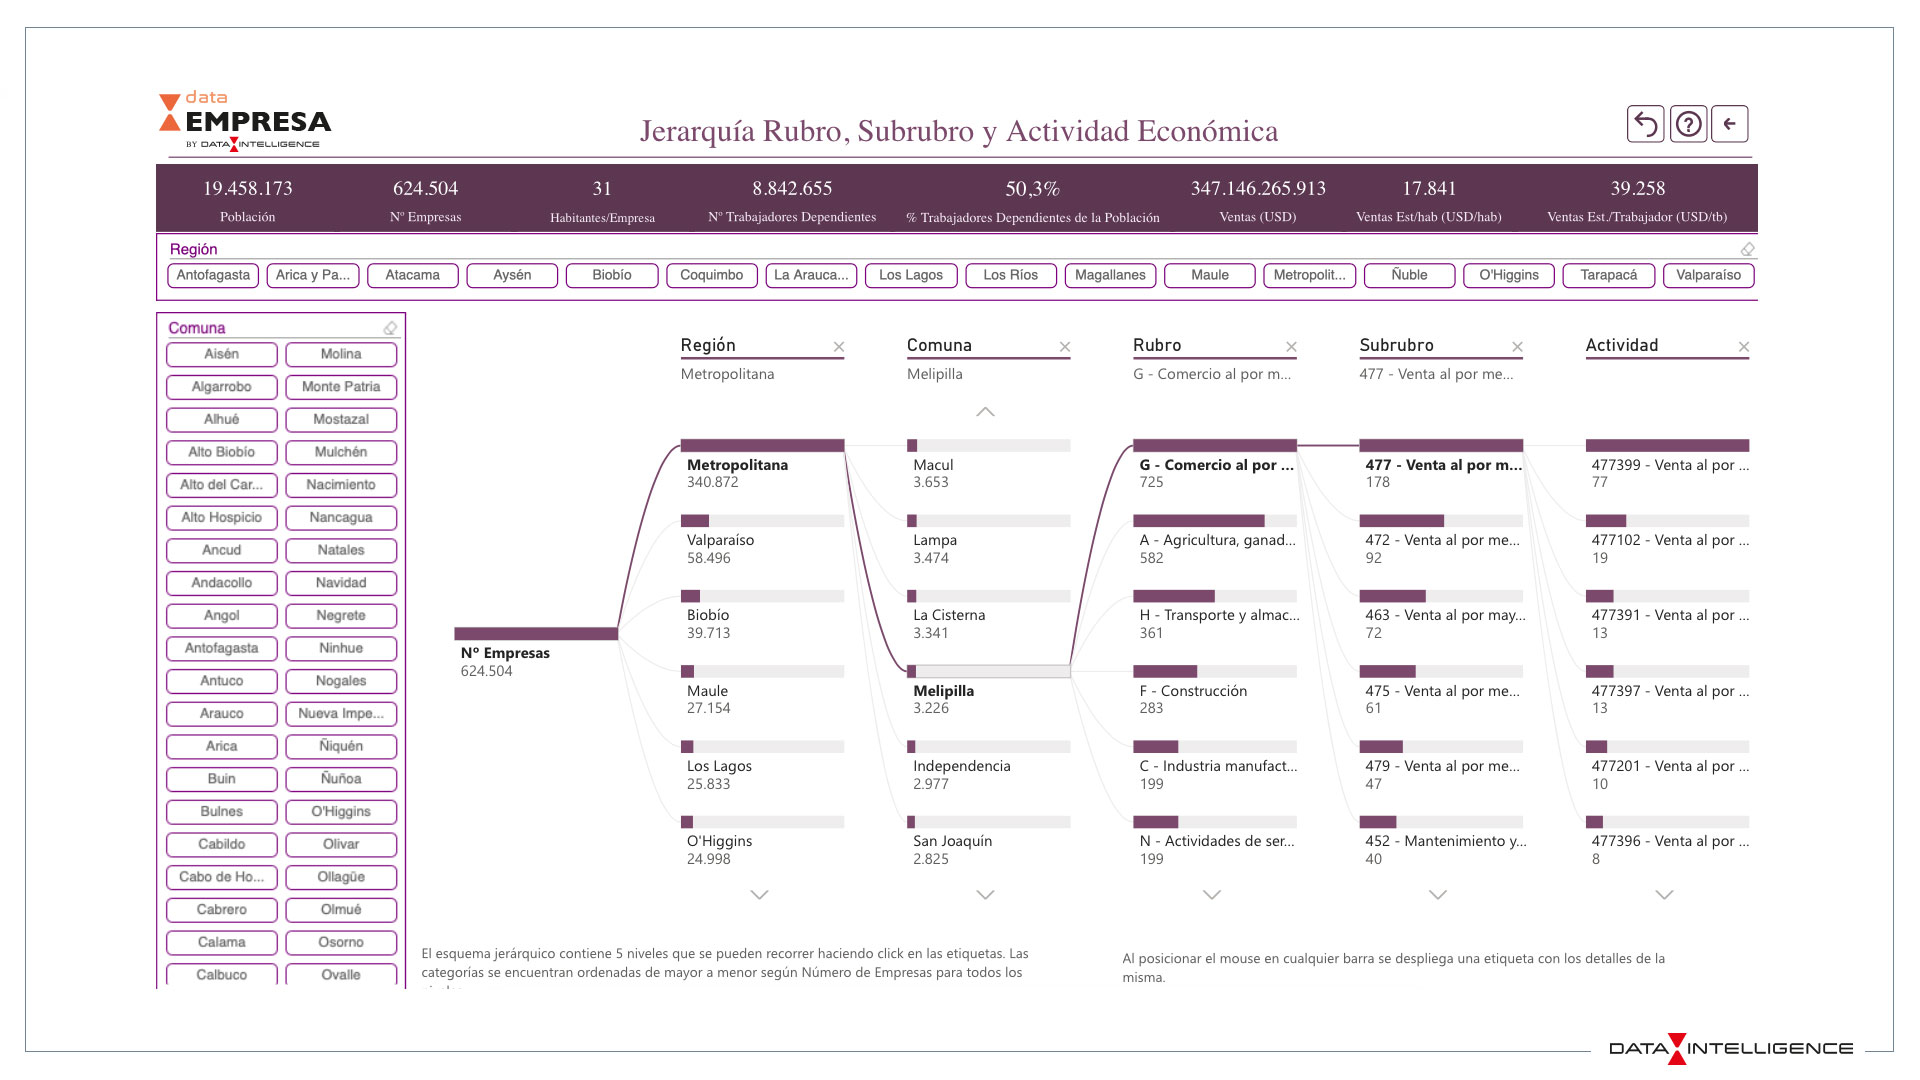 data
EMPRESA
BY DATA INTELLIGENCE
Jerarquía Rubro, Subrubro y Actividad Económica
19.458.173 624.504 31 8.842.655 50,3% 347.146.265.913 17.841 39.258
Población Nº Empresas Habitantes/Empresa Nº Trabajadores Dependientes % Trabajadores Dependientes de la Población Ventas (USD) Ventas Est/hab (USD/hab) Ventas Est./Trabajador (USD/tb)
Región
Antofagasta Arica y Pa... Atacama Aysén Biobío Coquimbo La Arauca... Los Lagos Los Ríos Magallanes Maule Metropolit... Ñuble O'Higgins Tarapacá Valparaíso
Comuna
Aisén Molina
Algarrobo Monte Patria
Alhué Mostazal
Alto Biobío Mulchén
Alto del Car... Nacimiento
Alto Hospicio Nancagua
Ancud Natales
Andacollo Navidad
Angol Negrete
Antofagasta Ninhue
Antuco Nogales
Arauco Nueva Impe...
Arica Ñiquén
Buin Ñuñoa
Bulnes O'Higgins
Cabildo Olivar
Cabo de Ho... Ollagüe
Cabrero Olmué
Calama Osorno
Calbuco Ovalle
Región Comuna Rubro Subrubro Actividad
Metropolitana Melipilla G - Comercio al por m... 477 - Venta al por me...
Nº Empresas
624.504
Metropolitana
340.872
Valparaíso
58.496
Biobío
39.713
Maule
27.154
Los Lagos
25.833
O'Higgins
24.998
Macul
3.653
Lampa
3.474
La Cisterna
3.341
Melipilla
3.226
Independencia
2.977
San Joaquín
2.825
G - Comercio al por ...
725
A - Agricultura, ganad...
582
H - Transporte y almac...
361
F - Construcción
283
C - Industria manufact...
199
N - Actividades de ser...
199
477 - Venta al por m...
178
472 - Venta al por me...
92
463 - Venta al por may...
72
475 - Venta al por me...
61
479 - Venta al por me...
47
452 - Mantenimiento y...
40
477399 - Venta al por ...
77
477102 - Venta al por ...
19
477391 - Venta al por ...
13
477397 - Venta al por ...
13
477201 - Venta al por ...
10
477396 - Venta al por ...
8
El esquema jerárquico contiene 5 niveles que se pueden recorrer haciendo click en las etiquetas. Las
categorías se encuentran ordenadas de mayor a menor según Número de Empresas para todos los
Al posicionar el mouse en cualquier barra se despliega una etiqueta con los detalles de la
misma.
DATA INTELLIGENCE